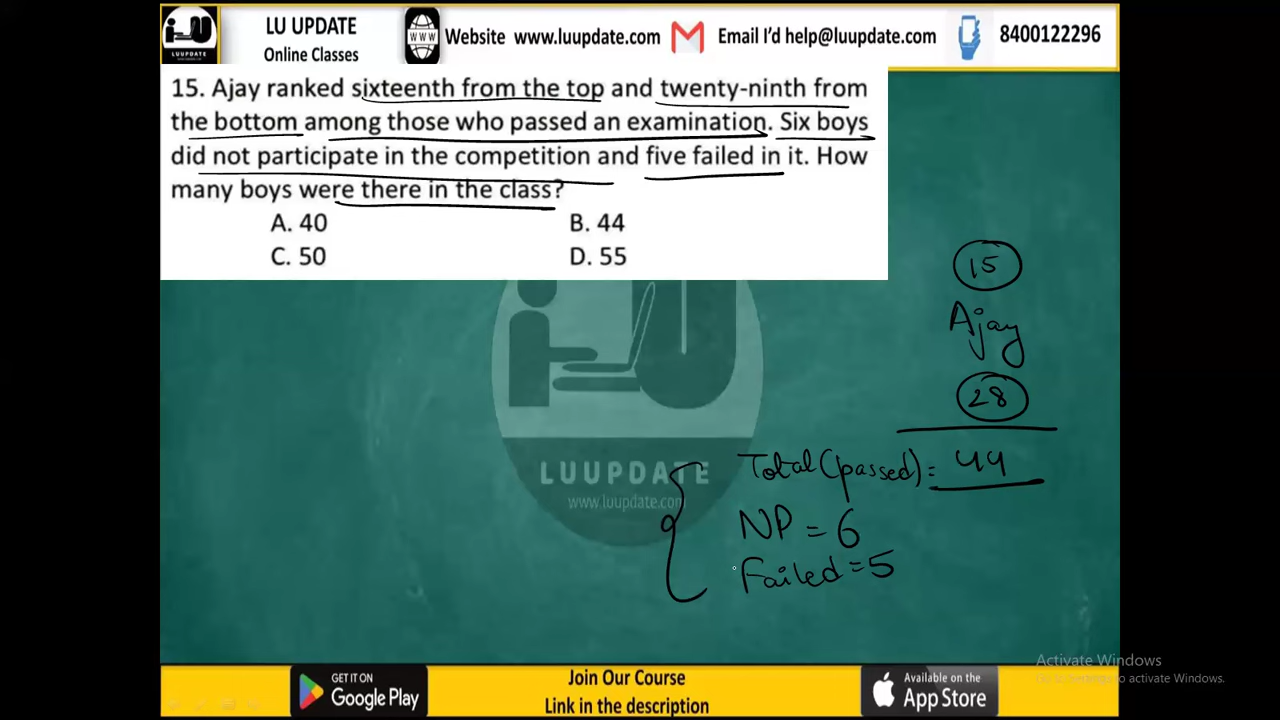 LU UPDATE
Online Classes
LUUPDATE
WWW
Website www.luupdate.com
Email I'd help@luupdate.com
8400122296
15. Ajay ranked sixteenth from the top and twenty-ninth from
the bottom among those who passed an examination. Six boys
did not participate in the competition and five failed in it. How
many boys were there in the class?
A. 40 B. 44
C. 50 D. 55
15
Ajay
28
Total (passed) = 44
NP = 6
Failed = 5
LUUPDATE
www.luupdate.com
Activate Windows
GET IT ON
Google Play
Join Our Course
Link in the description
Available on the
App Store